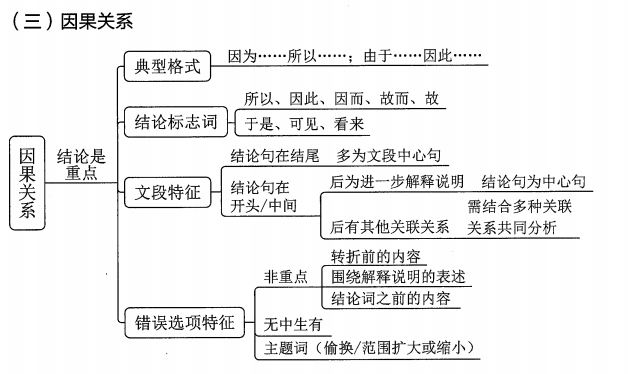 （三）因果关系
因果关系
结论是
重点
典型格式
因为……所以……；由于……因此……
结论标志词
所以、因此、因而、故而、故
于是、可见、看来
文段特征
结论句在结尾 多为文段中心句
结论句在
开头/中间
后为进一步解释说明 结论句为中心句
后有其他关联关系
需结合多种关联
关系共同分析
错误选项特征
非重点
转折前的内容
围绕解释说明的表述
结论词之前的内容
无中生有
主题词（偷换/范围扩大或缩小）